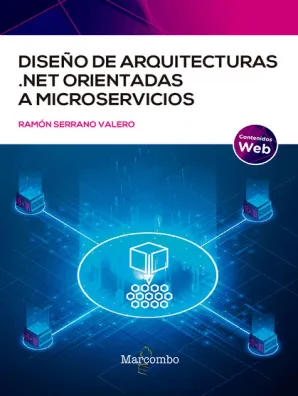 DISEÑO DE ARQUITECTURAS
.NET ORIENTADAS
A MICROSERVICIOS
RAMÓN SERRANO VALERO
Contenidos
Web
Marcombo